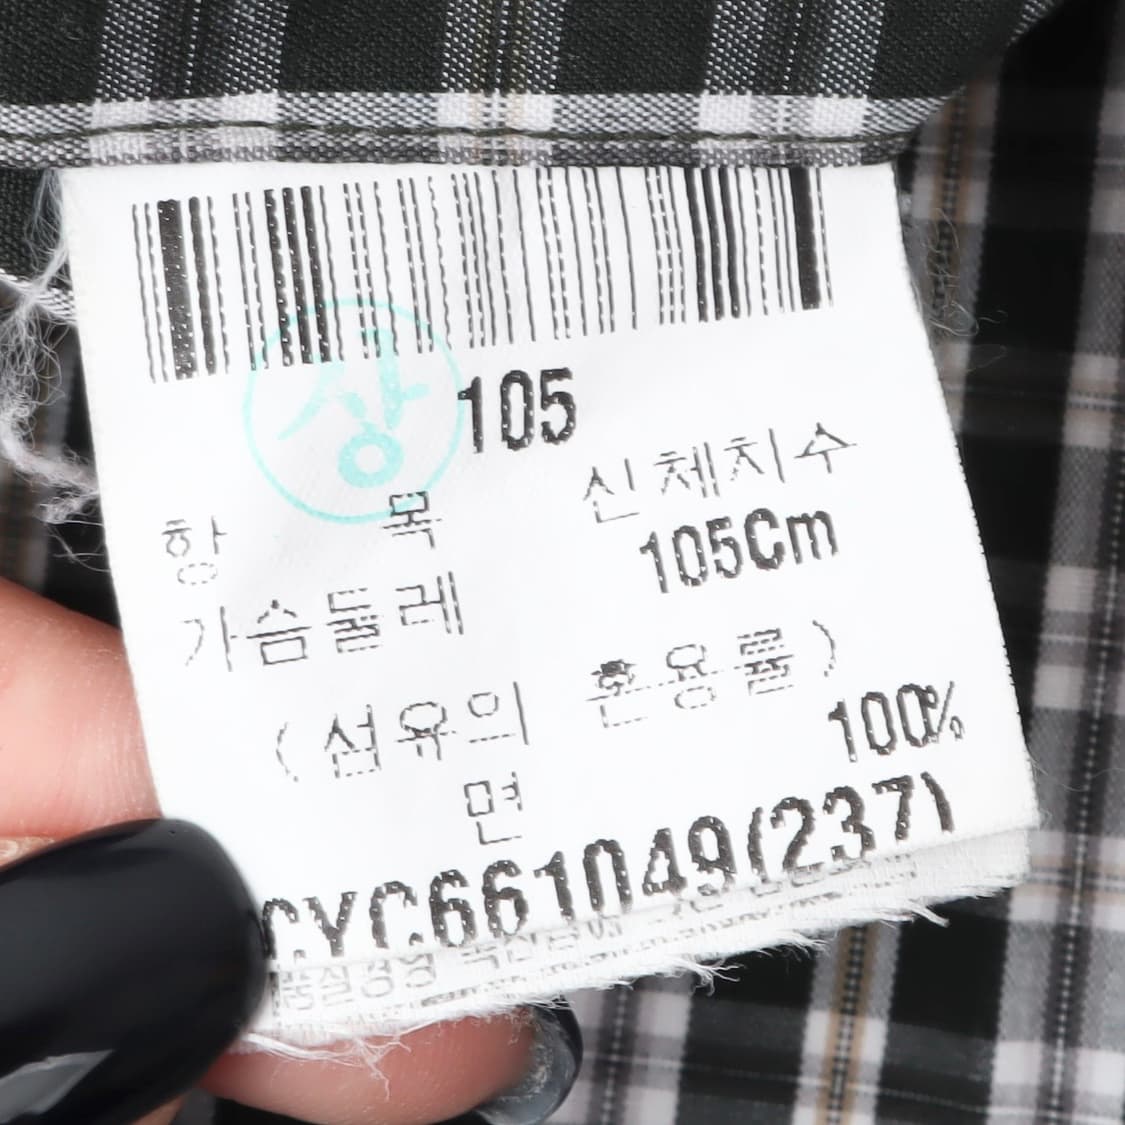 상
105
항 목 신체치수
가슴둘레 105Cm
(섬유의 혼용률)
면 100%
CYC661049(237)